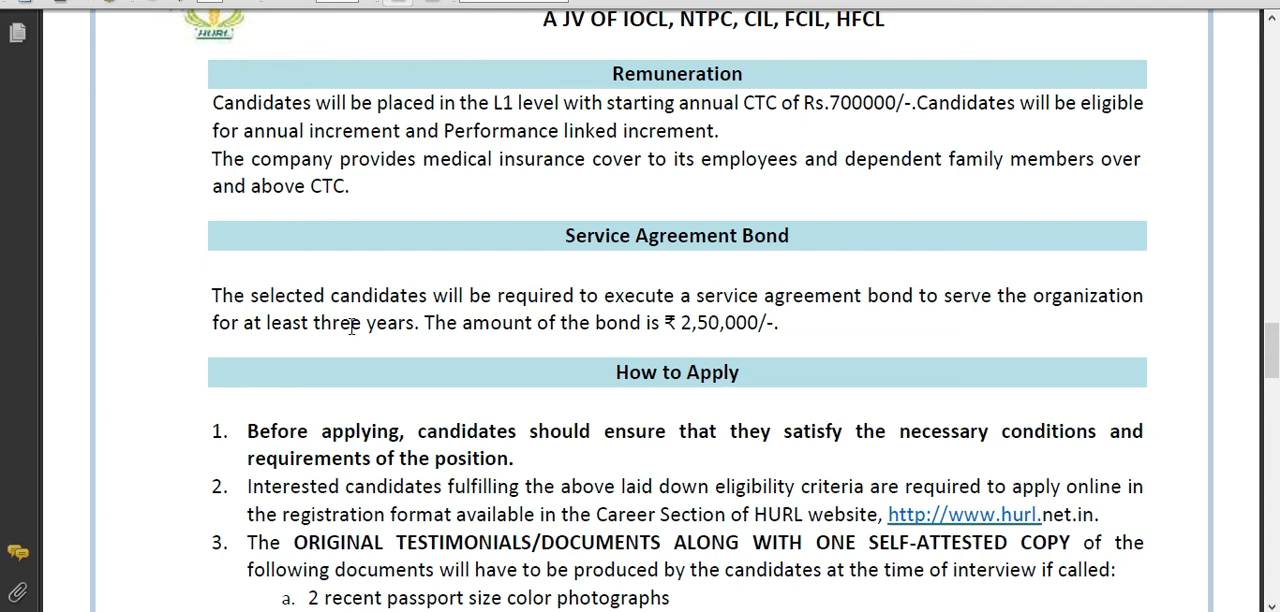 HURL
A JV OF IOCL, NTPC, CIL, FCIL, HFCL
Remuneration
Candidates will be placed in the L1 level with starting annual CTC of Rs.700000/-.Candidates will be eligible
for annual increment and Performance linked increment.
The company provides medical insurance cover to its employees and dependent family members over
and above CTC.
Service Agreement Bond
The selected candidates will be required to execute a service agreement bond to serve the organization
for at least three years. The amount of the bond is ₹ 2,50,000/-.
How to Apply
1. Before applying, candidates should ensure that they satisfy the necessary conditions and
requirements of the position.
2. Interested candidates fulfilling the above laid down eligibility criteria are required to apply online in
the registration format available in the Career Section of HURL website, http://www.hurl.net.in.
3. The ORIGINAL TESTIMONIALS/DOCUMENTS ALONG WITH ONE SELF-ATTESTED COPY of the
following documents will have to be produced by the candidates at the time of interview if called:
a. 2 recent passport size color photographs